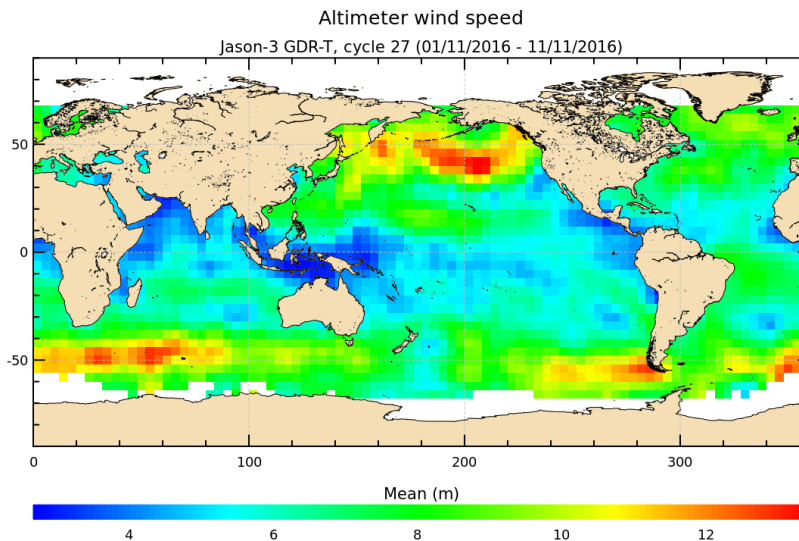 Altimeter wind speed
Jason-3 GDR-T, cycle 27 (01/11/2016 - 11/11/2016)
50
0
-50
0 100 200 300
Mean (m)
4 6 8 10 12